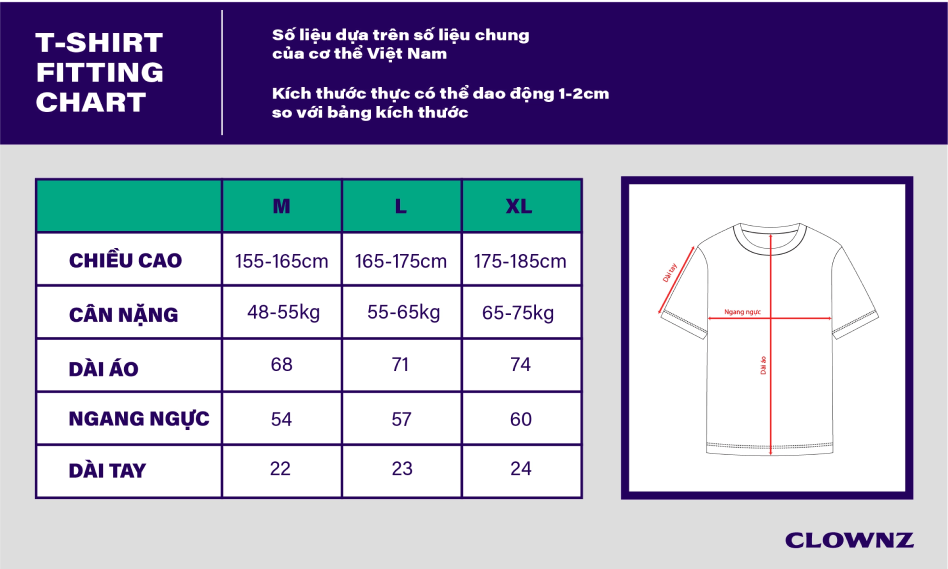 T-SHIRT
FITTING
CHART
Số liệu dựa trên số liệu chung
của cơ thể Việt Nam
Kích thước thực có thể dao động 1-2cm
so với bảng kích thước
M L XL
CHIỀU CAO 155-165cm 165-175cm 175-185cm
CÂN NẶNG 48-55kg 55-65kg 65-75kg
DÀI ÁO 68 71 74
NGANG NGỰC 54 57 60
DÀI TAY 22 23 24
Dài tay
Ngang ngực
Dài áo
CLOWNZ